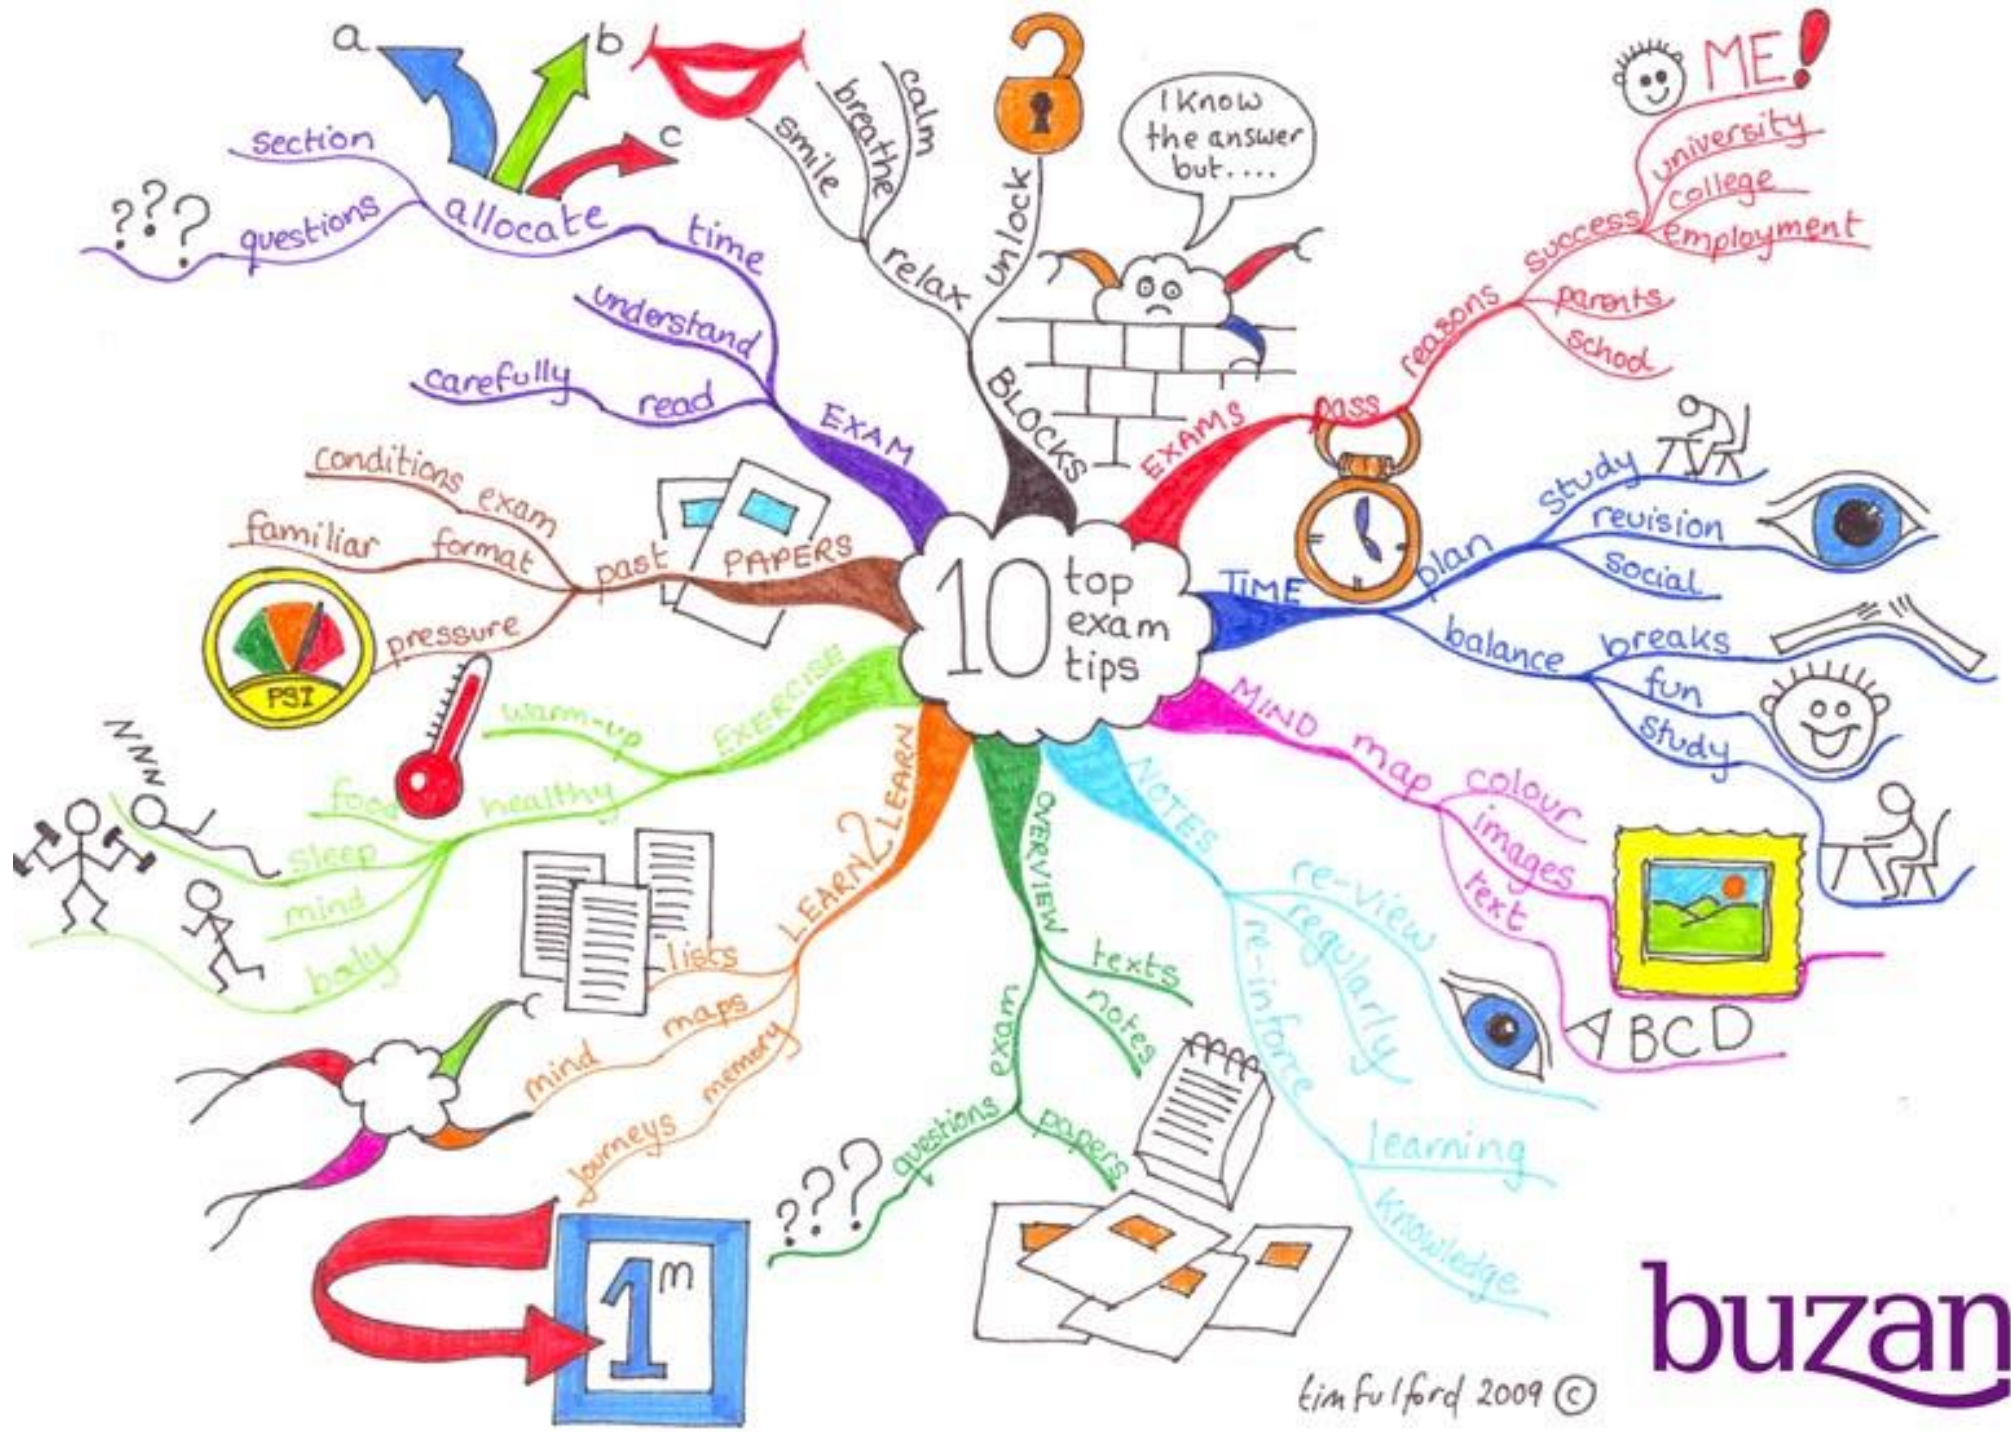 10
top
exam
tips
EXAMS
pass
reasons
success
ME!
university
college
employment
parents
school
TIME
plan
study
revision
social
balance
breaks
fun
study
MIND map
colour
images
text
ABCD
NOTES
re-view
regularly
re-inforce
learning
knowledge
OVERVIEW
texts
notes
exam
papers
questions
???
LEARN 2 LEARN
lists
mind maps
journeys memory
1m
EXERCISE
warm-up
healthy
food
sleep
NNNN
mind
body
PAPERS
past
conditions exam
familiar format
pressure
PSI
EXAM
time
allocate
a
b
c
section
questions
???
understand
carefully read
BLOCKS
relax
smile
breathe
calm
unlock
I know
the answer
but....
timfulford 2009 ©
buzan